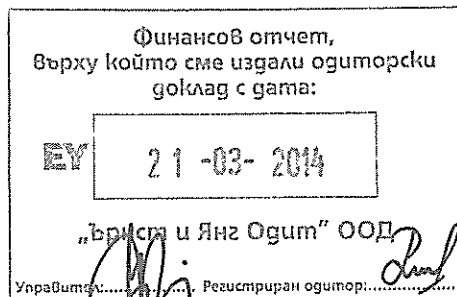 Финансов отчет,
върху който сме издали одиторски
доклад с дата:
EY
21 -03- 2014
„Ърнст и Янг Одит” ООД
Управител:................ Регистриран одитор:................